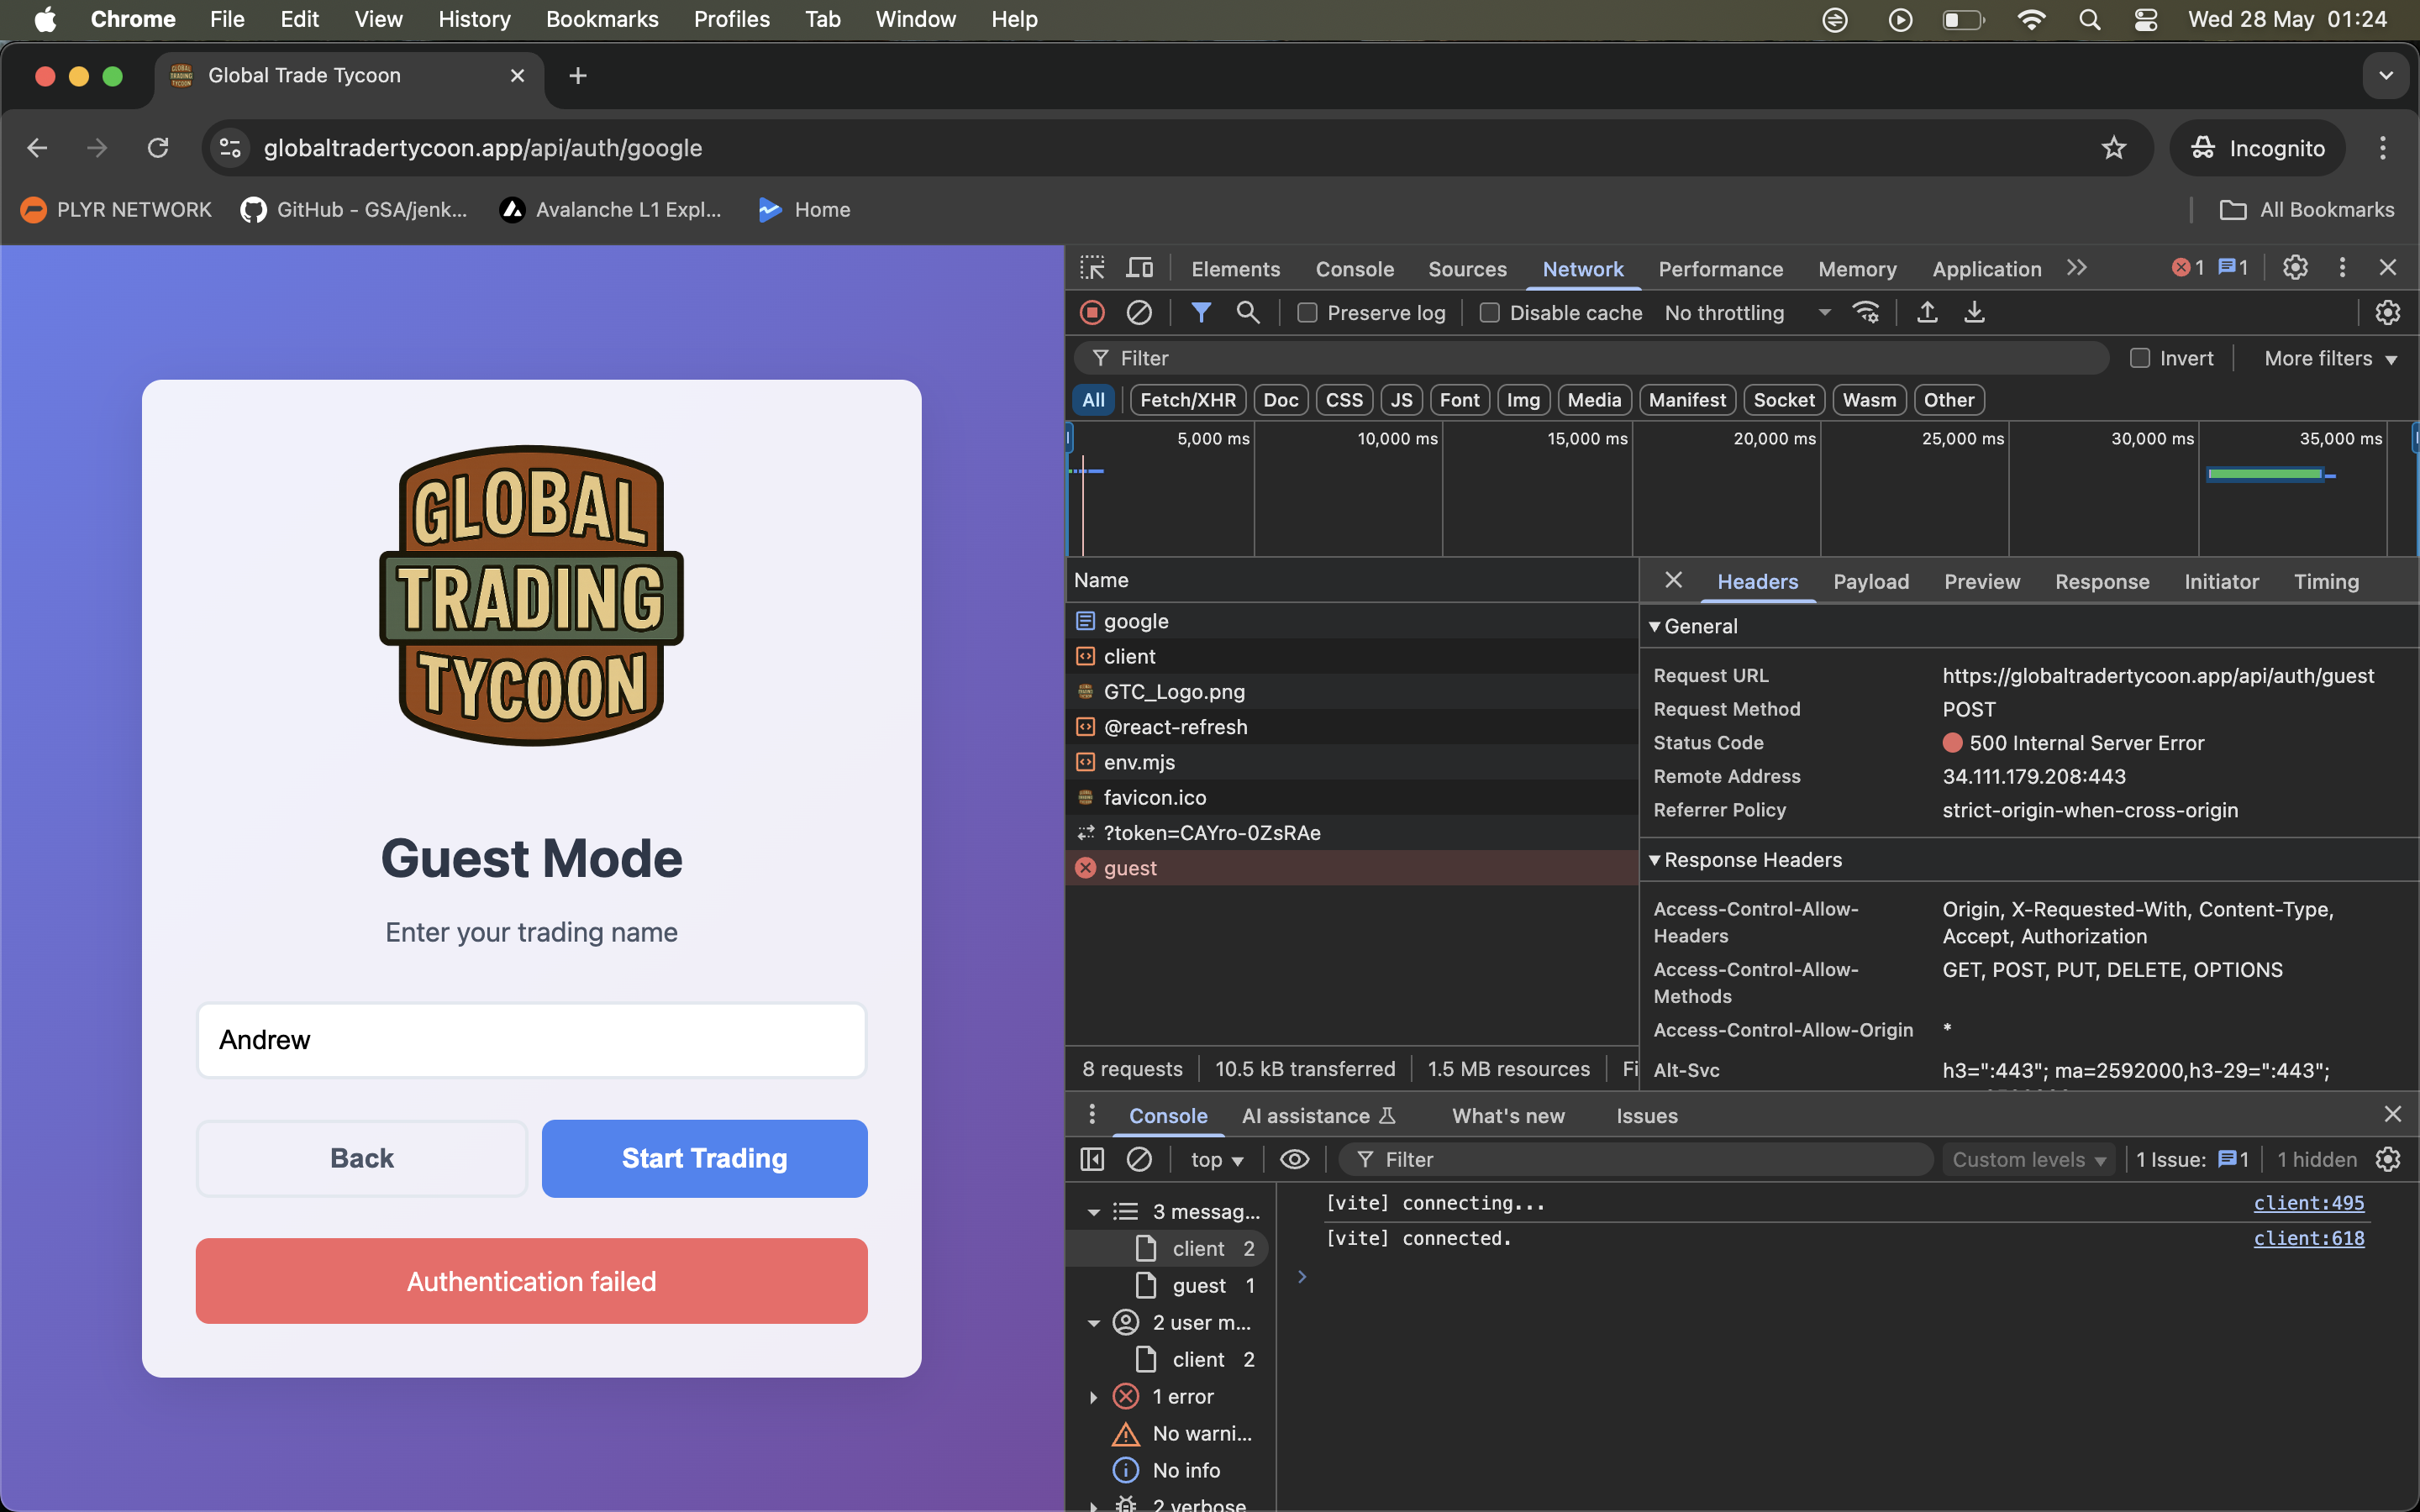 Chrome File Edit View History Bookmarks Profiles Tab Window Help Wed 28 May 01:24
Global Trade Tycoon
globaltradertycoon.app/api/auth/google Incognito
PLYR NETWORK GitHub - GSA/jenk... Avalanche L1 Expl... Home All Bookmarks
GLOBAL
TRADING
TYCOON
Guest Mode
Enter your trading name
Andrew
Back Start Trading
Authentication failed
Elements Console Sources Network Performance Memory Application 1 1
Preserve log Disable cache No throttling
Filter Invert More filters
All Fetch/XHR Doc CSS JS Font Img Media Manifest Socket Wasm Other
5,000 ms 10,000 ms 15,000 ms 20,000 ms 25,000 ms 30,000 ms 35,000 ms
Name
google
client
GTC_Logo.png
@react-refresh
env.mjs
favicon.ico
?token=CAYro-0ZsRAe
guest
8 requests 10.5 kB transferred 1.5 MB resources Fi
Headers Payload Preview Response Initiator Timing
General
Request URL https://globaltradertycoon.app/api/auth/guest
Request Method POST
Status Code 500 Internal Server Error
Remote Address 34.111.179.208:443
Referrer Policy strict-origin-when-cross-origin
Response Headers
Access-Control-Allow-Headers Origin, X-Requested-With, Content-Type, Accept, Authorization
Access-Control-Allow-Methods GET, POST, PUT, DELETE, OPTIONS
Access-Control-Allow-Origin *
Alt-Svc h3=":443"; ma=2592000,h3-29=":443";
Console AI assistance What's new Issues
top Filter Custom levels 1 Issue: 1 1 hidden
3 messag...
client 2
guest 1
2 user m...
client 2
1 error
No warni...
No info
2 verbose
[vite] connecting... client:495
[vite] connected. client:618